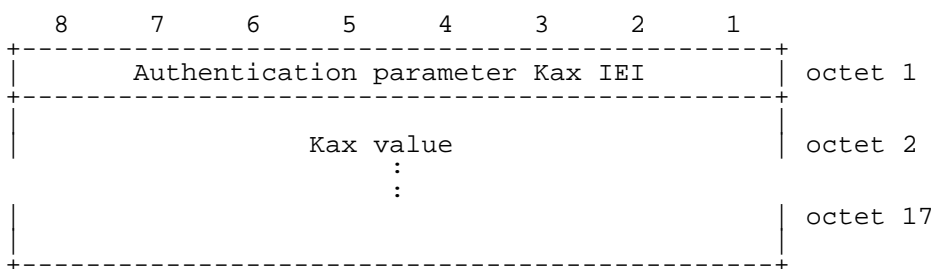 8 7 6 5 4 3 2 1
+-----------------------------------------------+
| Authentication parameter Kax IEI | octet 1
+-----------------------------------------------+
| |
| Kax value | octet 2
:
:
| | octet 17
| |
+-----------------------------------------------+